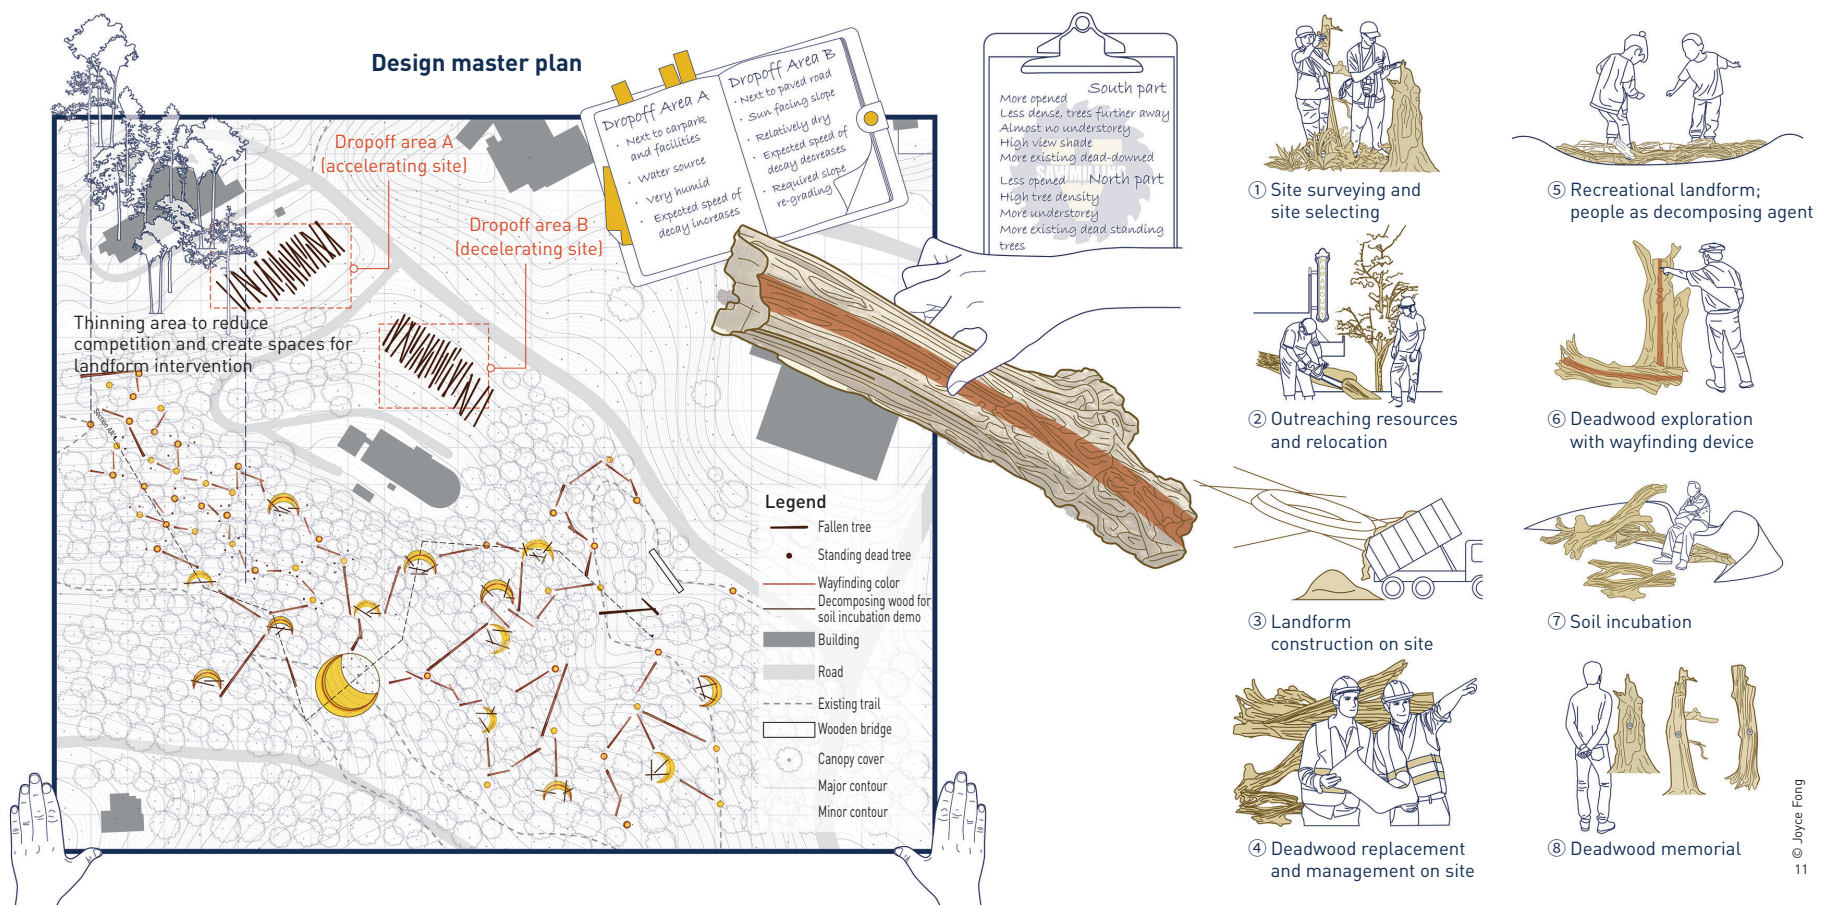 Design master plan
Dropoff area A
(accelerating site)
Dropoff area B
(decelerating site)
Thinning area to reduce
competition and create spaces for
landform intervention
Dropoff Area A
• Next to carpark
and facilities
• Water source
• Very humid
• Expected speed of
decay increases
Dropoff Area B
• Next to paved road
• Sun facing slope
• Relatively dry
• Expected speed of
decay decreases
• Required slope
re-grading
South part
More opened
Less dense, trees further away
Almost no understorey
High view shade
More existing dead-downed
Less opened North part
High tree density
More understorey
More existing dead standing
trees
Legend
Fallen tree
Standing dead tree
Wayfinding color
Decomposing wood for
soil incubation demo
Building
Road
Existing trail
Wooden bridge
Canopy cover
Major contour
Minor contour
① Site surveying and
site selecting
② Outreaching resources
and relocation
③ Landform
construction on site
④ Deadwood replacement
and management on site
⑤ Recreational landform;
people as decomposing agent
⑥ Deadwood exploration
with wayfinding device
⑦ Soil incubation
⑧ Deadwood memorial
© Joyce Fong
11